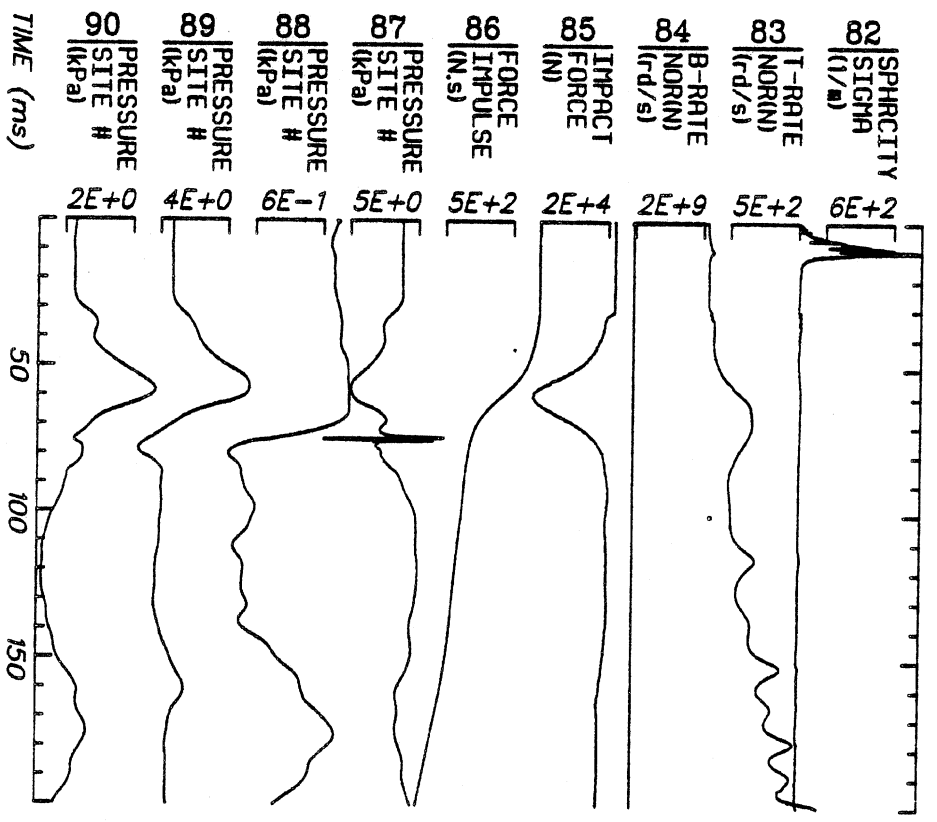 90
PRESSURE
SITE #
(kPa)
2E+0
89
PRESSURE
SITE #
(kPa)
4E+0
88
PRESSURE
SITE #
(kPa)
6E-1
87
PRESSURE
SITE #
(kPa)
5E+0
86
FORCE
IMPULSE
(N.s)
5E+2
85
IMPACT
FORCE
(N)
2E+4
84
B-RATE
NOR(N)
(rd/s)
2E+9
83
T-RATE
NOR(N)
(rd/s)
5E+2
82
SPHARCITY
SIGMA
(1/m)
6E+2
TIME (ms)
50
100
150